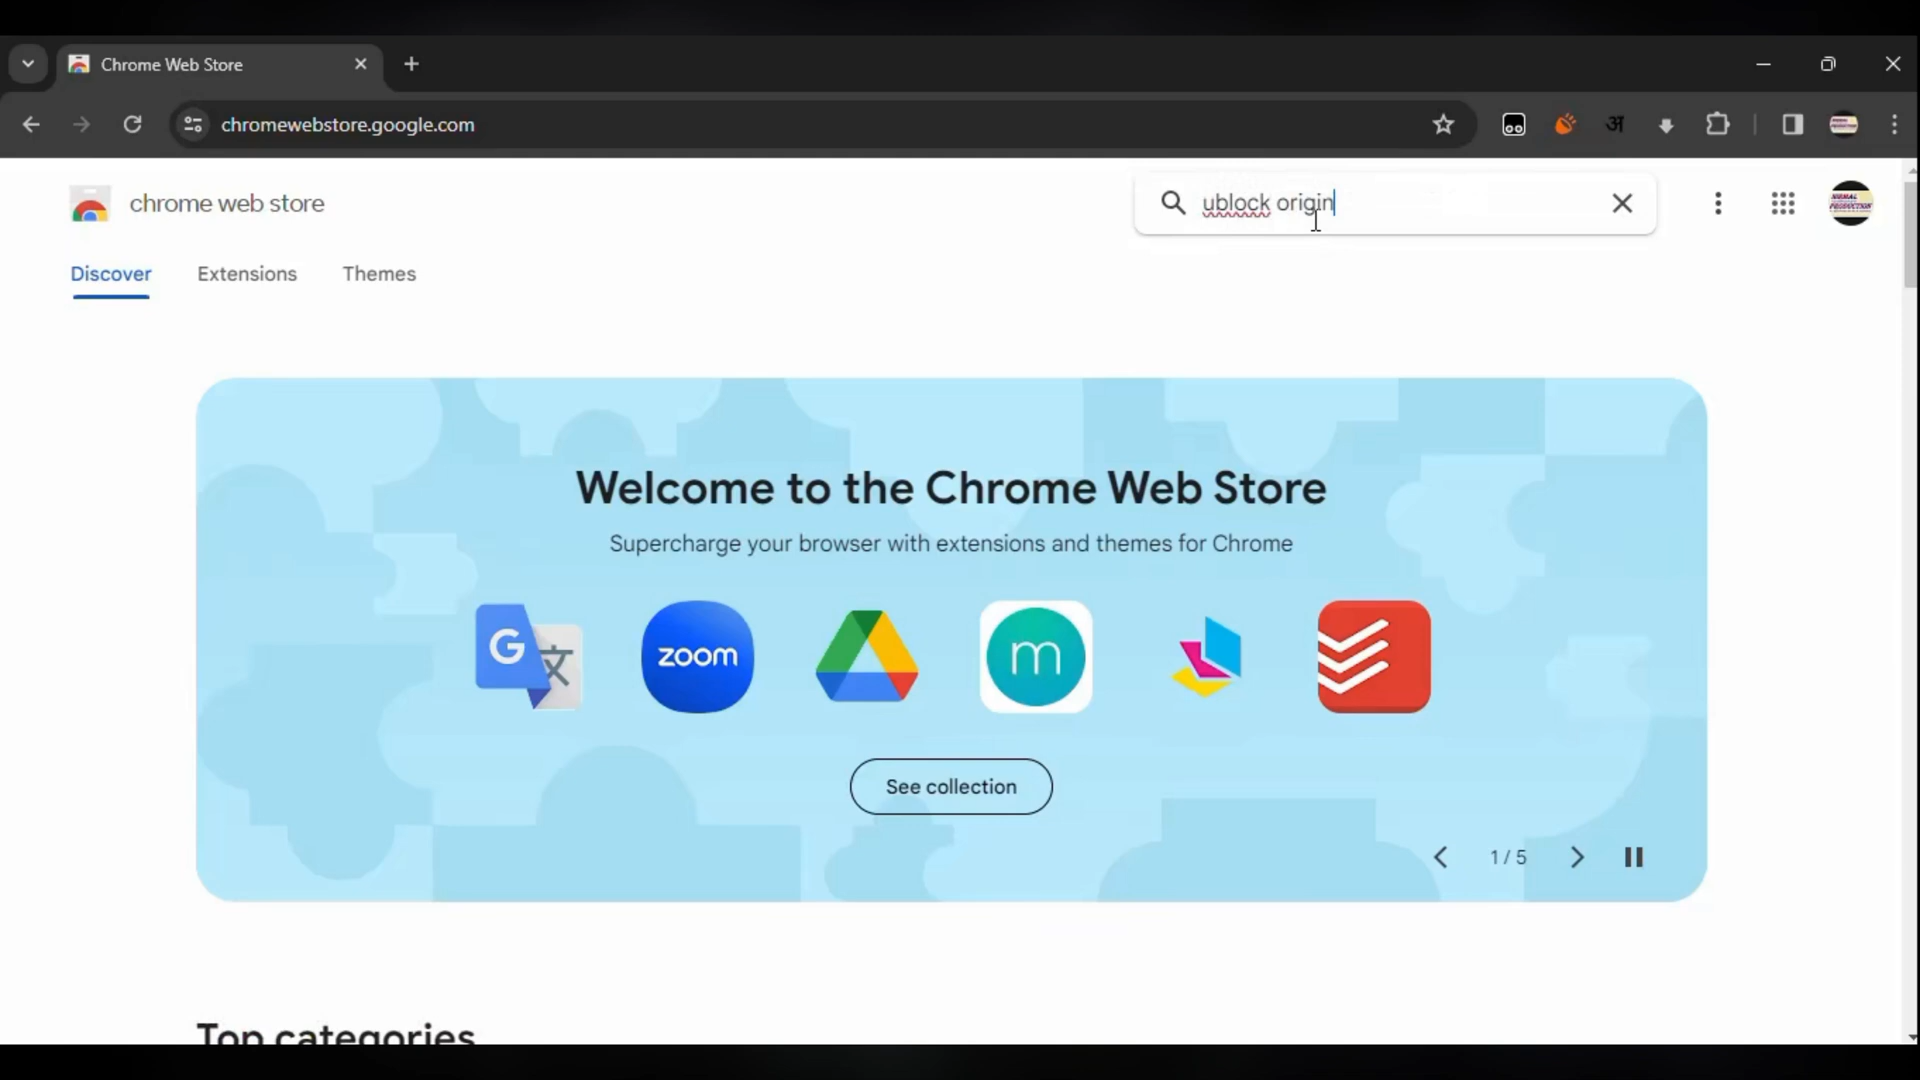 Chrome Web Store
chromewebstore.google.com
अ
chrome web store
ublock origin
Discover
Extensions
Themes
Welcome to the Chrome Web Store
Supercharge your browser with extensions and themes for Chrome
G 文
zoom
m
See collection
1 / 5
Top categories